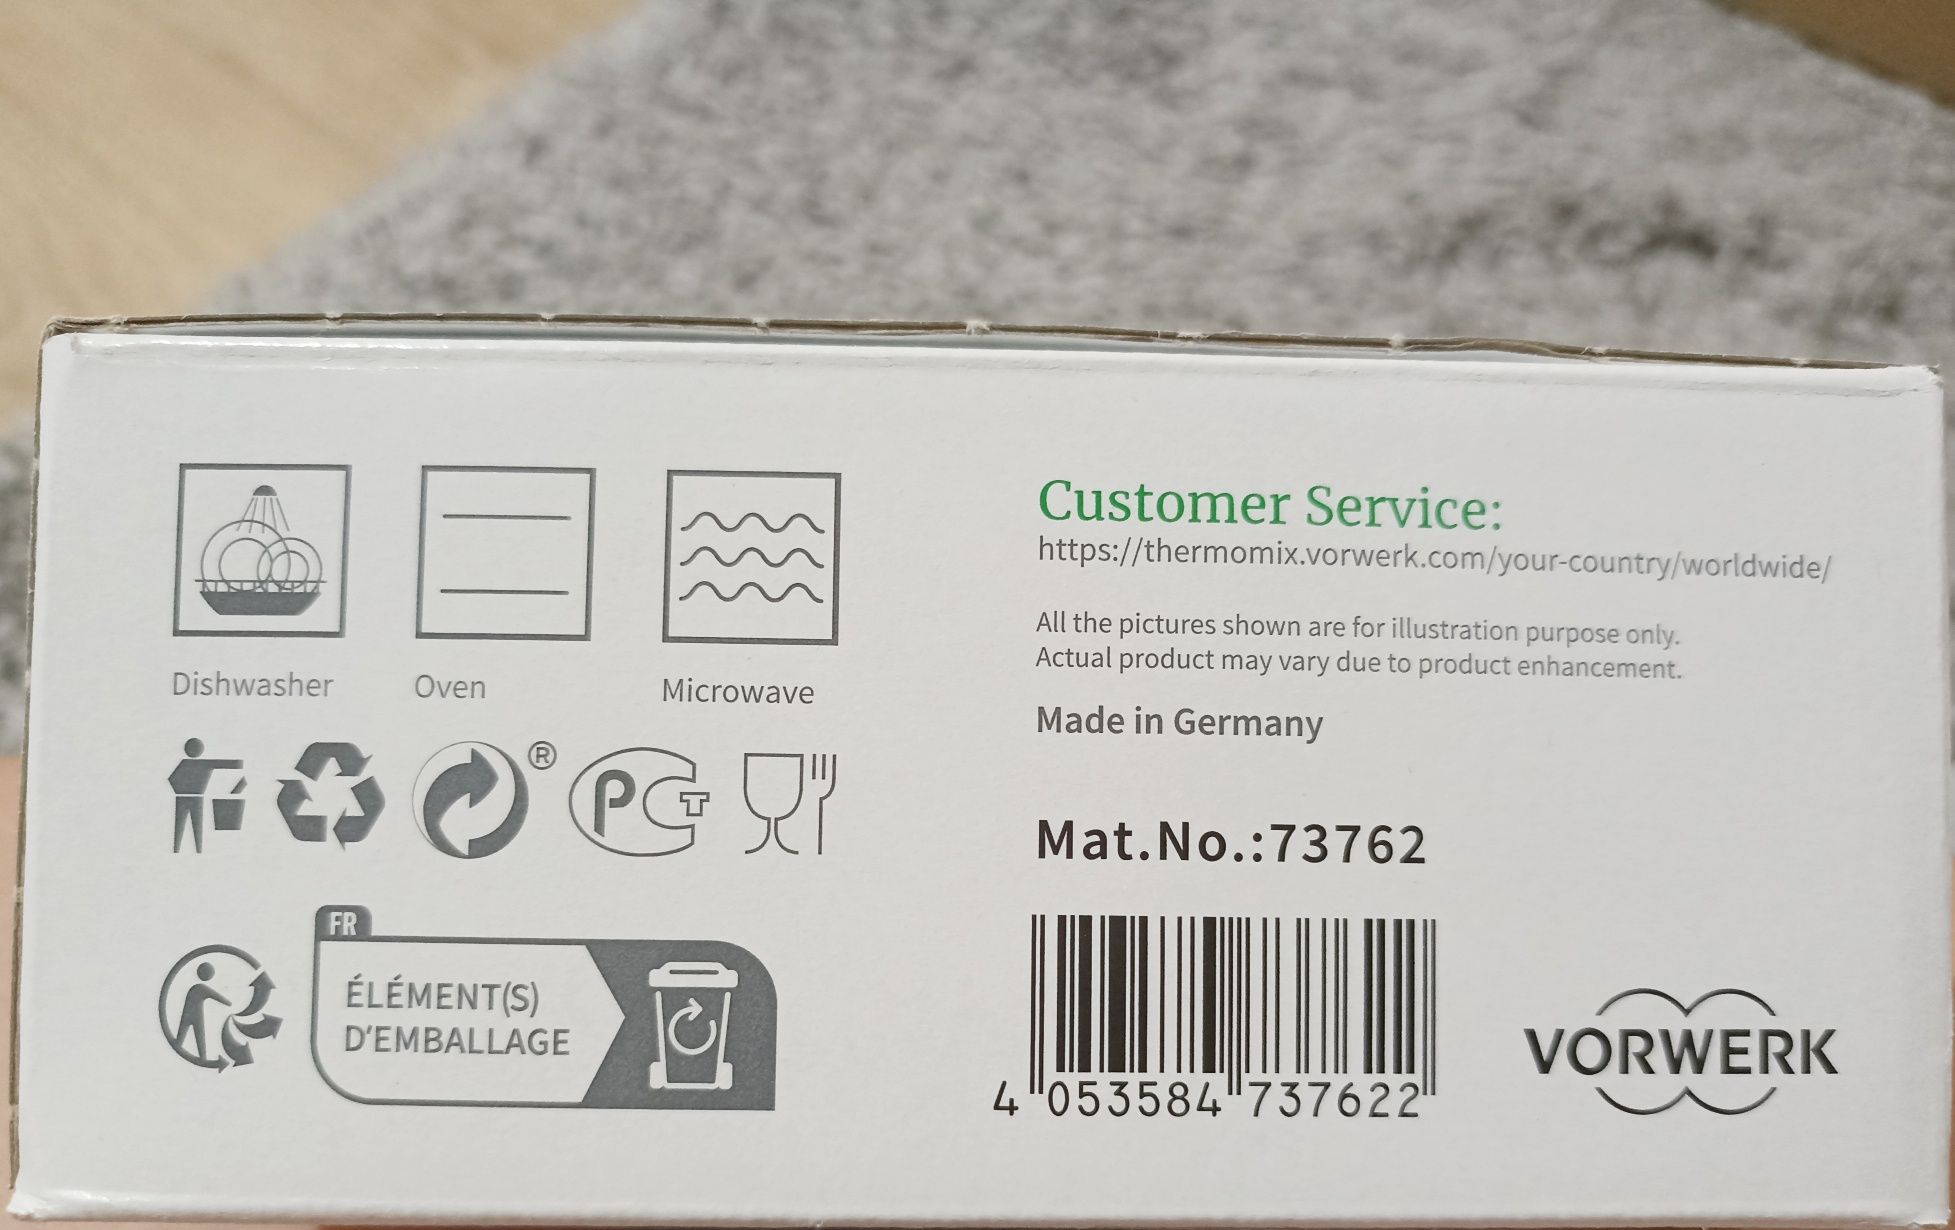 Dishwasher
Oven
Microwave
®
PCT
FR
ÉLÉMENT(S)
D'EMBALLAGE
Customer Service:
https://thermomix.vorwerk.com/your-country/worldwide/
All the pictures shown are for illustration purpose only.
Actual product may vary due to product enhancement.
Made in Germany
Mat.No.:73762
4 053584 737622
VORWERK